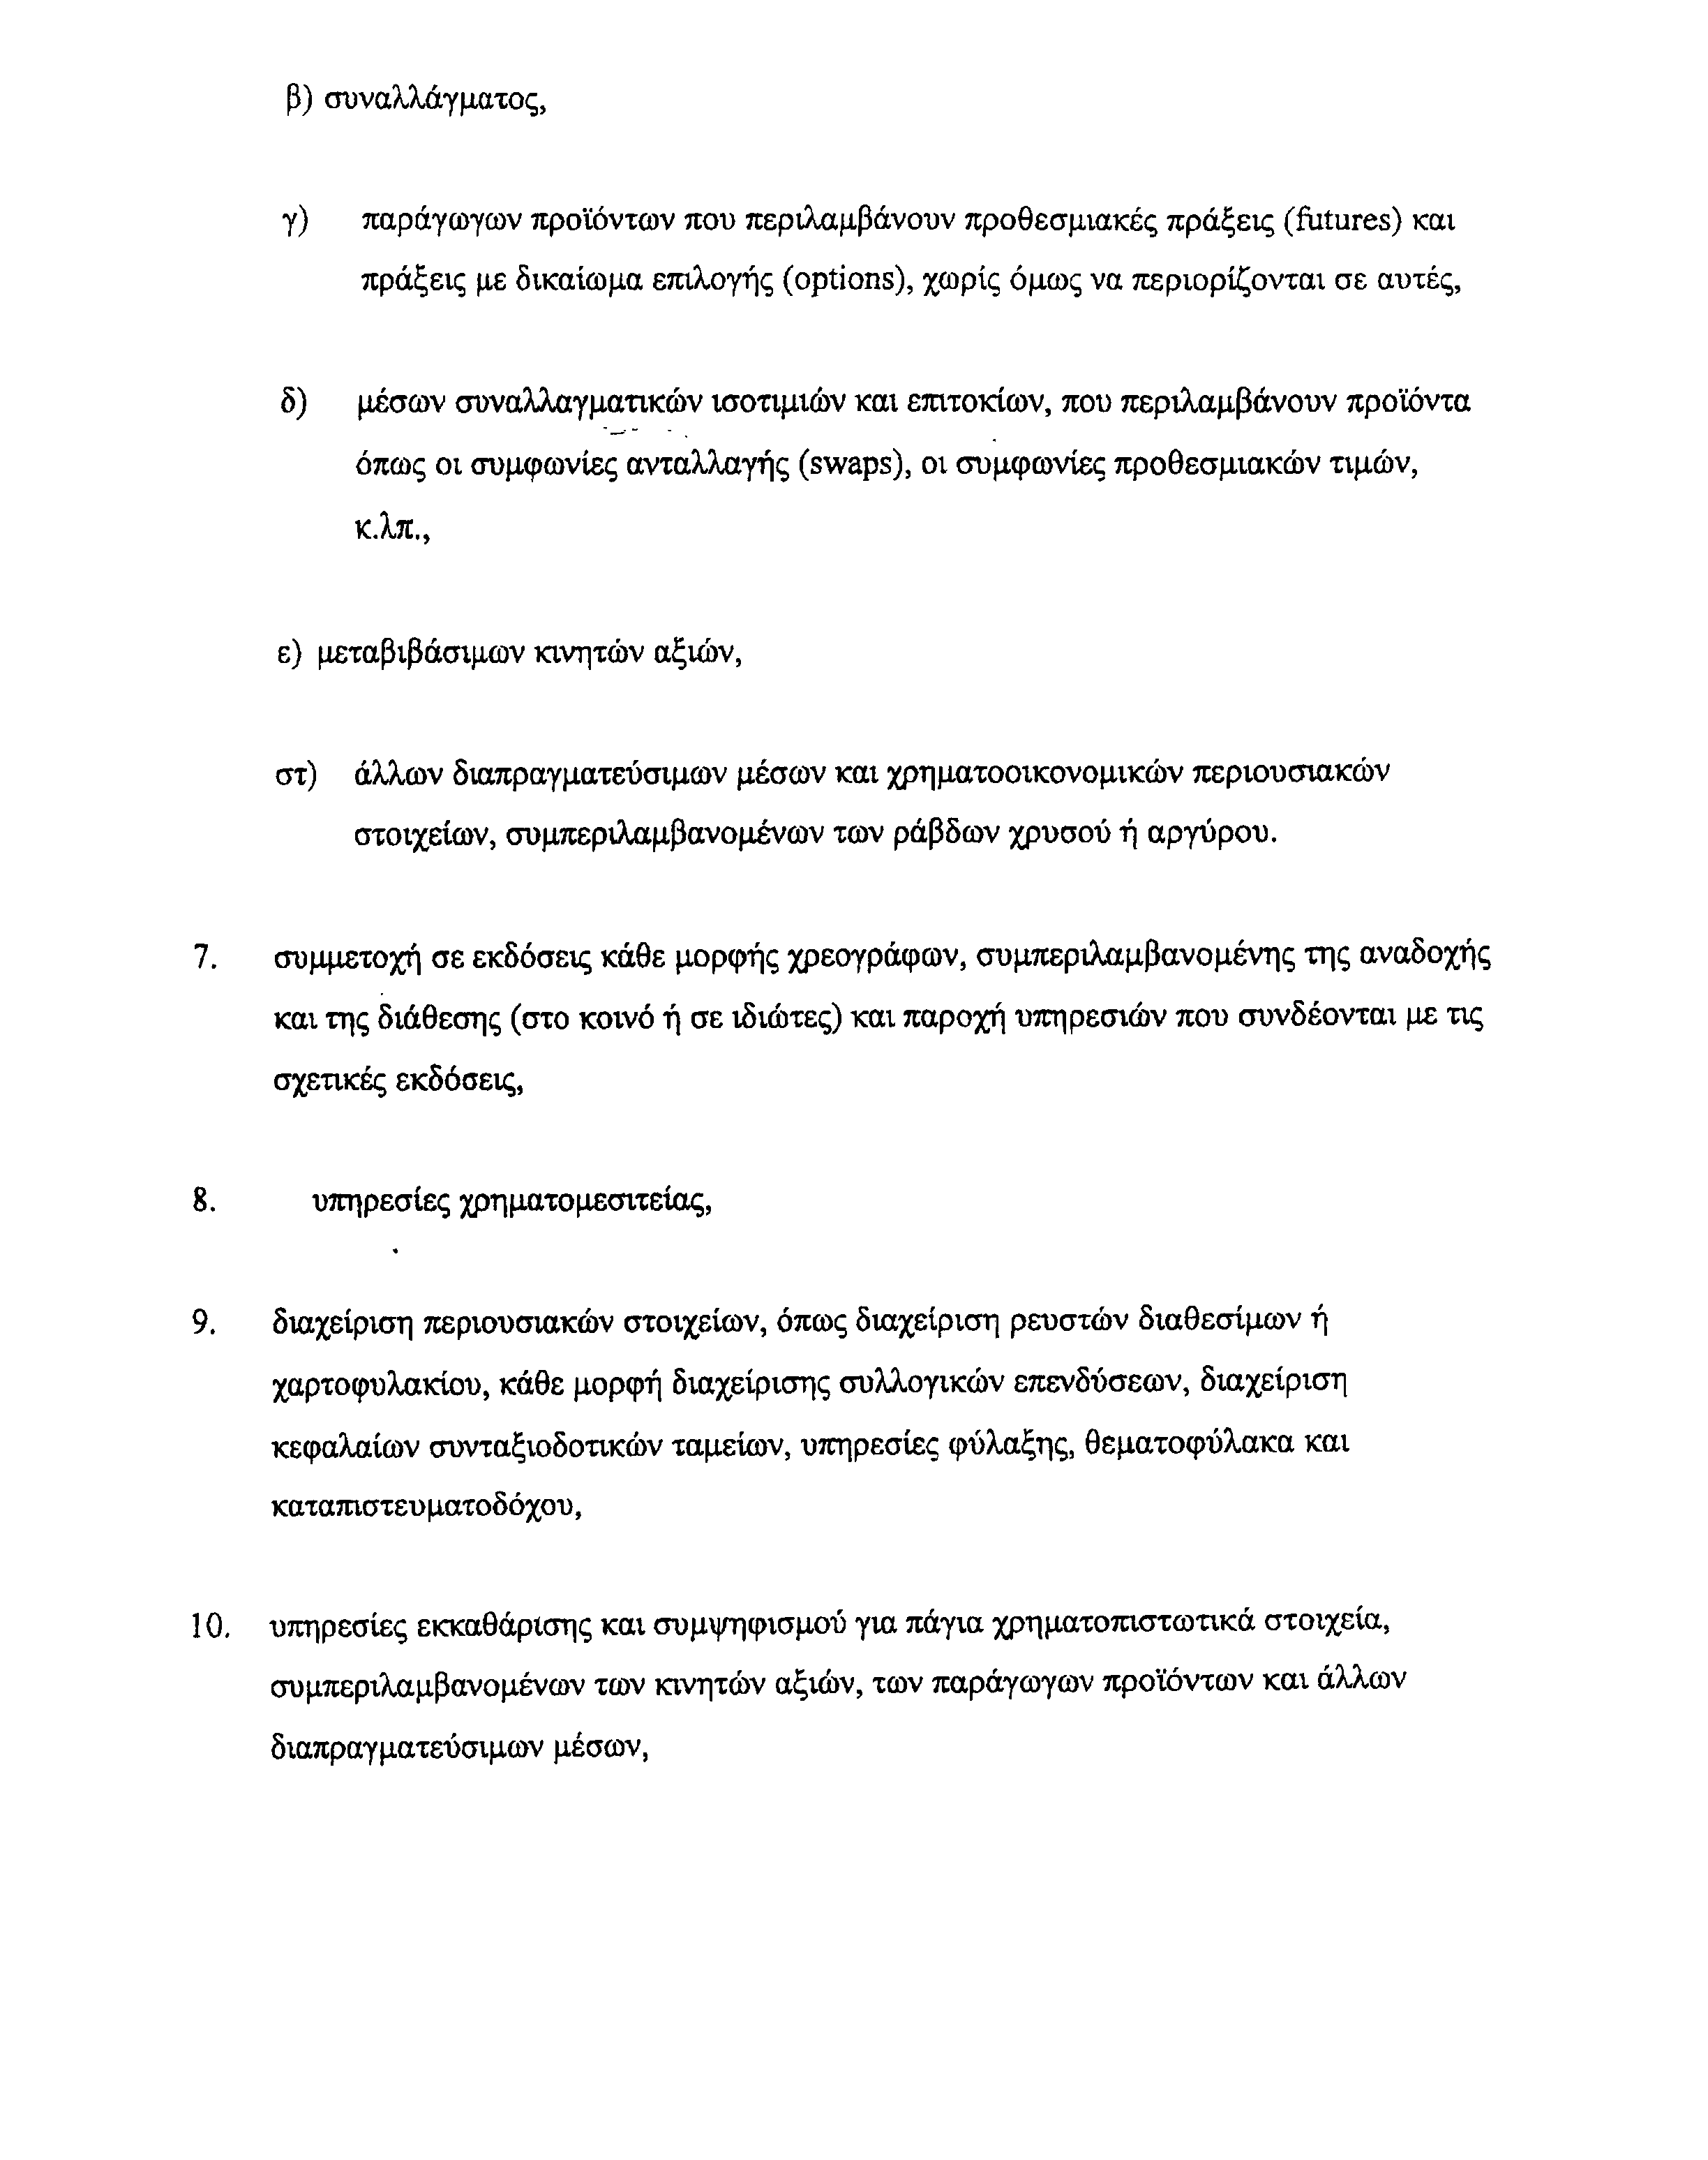 β) συναλλάγματος,
γ) παράγωγων προϊόντων που περιλαμβάνουν προθεσμιακές πράξεις (futures) και
πράξεις με δικαίωμα επιλογής (options), χωρίς όμως να περιορίζονται σε αυτές,
δ) μέσων συναλλαγματικών ισοτιμιών και επιτοκίων, που περιλαμβάνουν προϊόντα
όπως οι συμφωνίες ανταλλαγής (swaps), οι συμφωνίες προθεσμιακών τιμών,
κ.λπ.,
ε) μεταβιβάσιμων κινητών αξιών,
στ) άλλων διαπραγματεύσιμων μέσων και χρηματοοικονομικών περιουσιακών
στοιχείων, συμπεριλαμβανομένων των ράβδων χρυσού ή αργύρου.
7. συμμετοχή σε εκδόσεις κάθε μορφής χρεογράφων, συμπεριλαμβανομένης της αναδοχής
και της διάθεσης (στο κοινό ή σε ιδιώτες) και παροχή υπηρεσιών που συνδέονται με τις
σχετικές εκδόσεις,
8. υπηρεσίες χρηματομεσιτείας,
9. διαχείριση περιουσιακών στοιχείων, όπως διαχείριση ρευστών διαθεσίμων ή
χαρτοφυλακίου, κάθε μορφή διαχείρισης συλλογικών επενδύσεων, διαχείριση
κεφαλαίων συνταξιοδοτικών ταμείων, υπηρεσίες φύλαξης, θεματοφύλακα και
καταπιστευματοδόχου,
10. υπηρεσίες εκκαθάρισης και συμψηφισμού για πάγια χρηματοπιστωτικά στοιχεία,
συμπεριλαμβανομένων των κινητών αξιών, των παράγωγων προϊόντων και άλλων
διαπραγματεύσιμων μέσων,